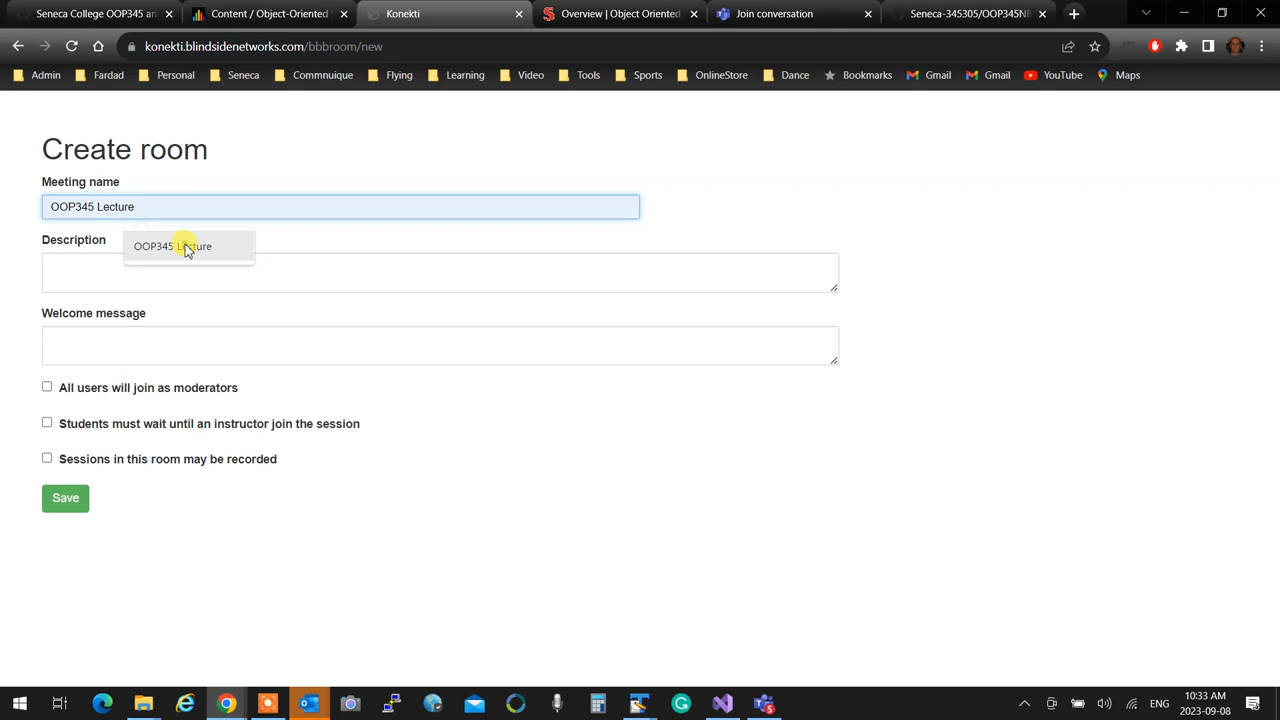 Seneca College OOP345 an
Content / Object-Oriented
Konekti
Overview | Object Oriented
Join conversation
Seneca-345305/OOP345NB
konekti.blindsidenetworks.com/bbbroom/new
Admin
Fardad
Personal
Seneca
Commnuique
Flying
Learning
Video
Tools
Sports
OnlineStore
Dance
Bookmarks
Gmail
Gmail
YouTube
Maps
Create room
Meeting name
OOP345 Lecture
Description
OOP345 Lecture
Welcome message
All users will join as moderators
Students must wait until an instructor join the session
Sessions in this room may be recorded
Save
ENG
10:33 AM
2023-09-08